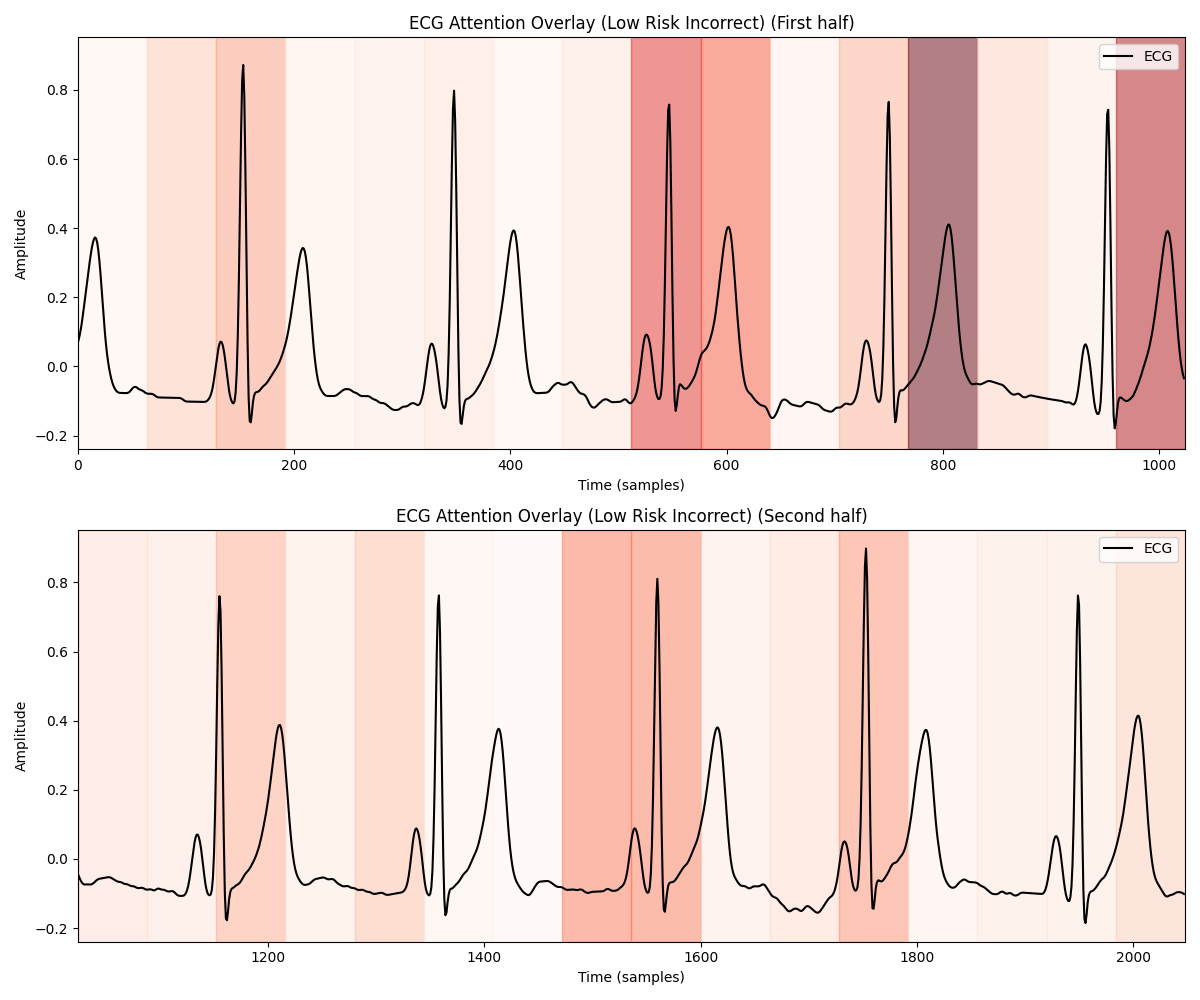 ECG Attention Overlay (Low Risk Incorrect) (First half)
ECG
Amplitude
0.8
0.6
0.4
0.2
0.0
−0.2
0 200 400 600 800 1000
Time (samples)
ECG Attention Overlay (Low Risk Incorrect) (Second half)
ECG
Amplitude
0.8
0.6
0.4
0.2
0.0
−0.2
1200 1400 1600 1800 2000
Time (samples)